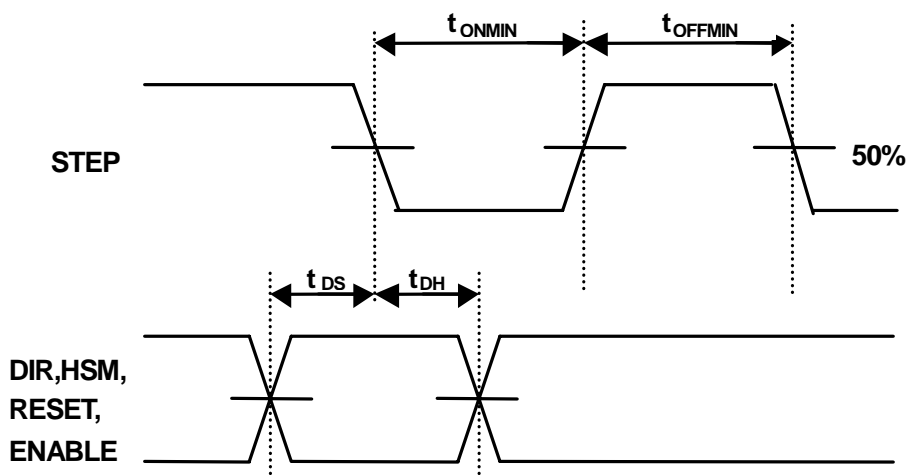 tONMIN tOFFMIN
STEP 50%
tDS tDH
DIR,HSM,
RESET,
ENABLE